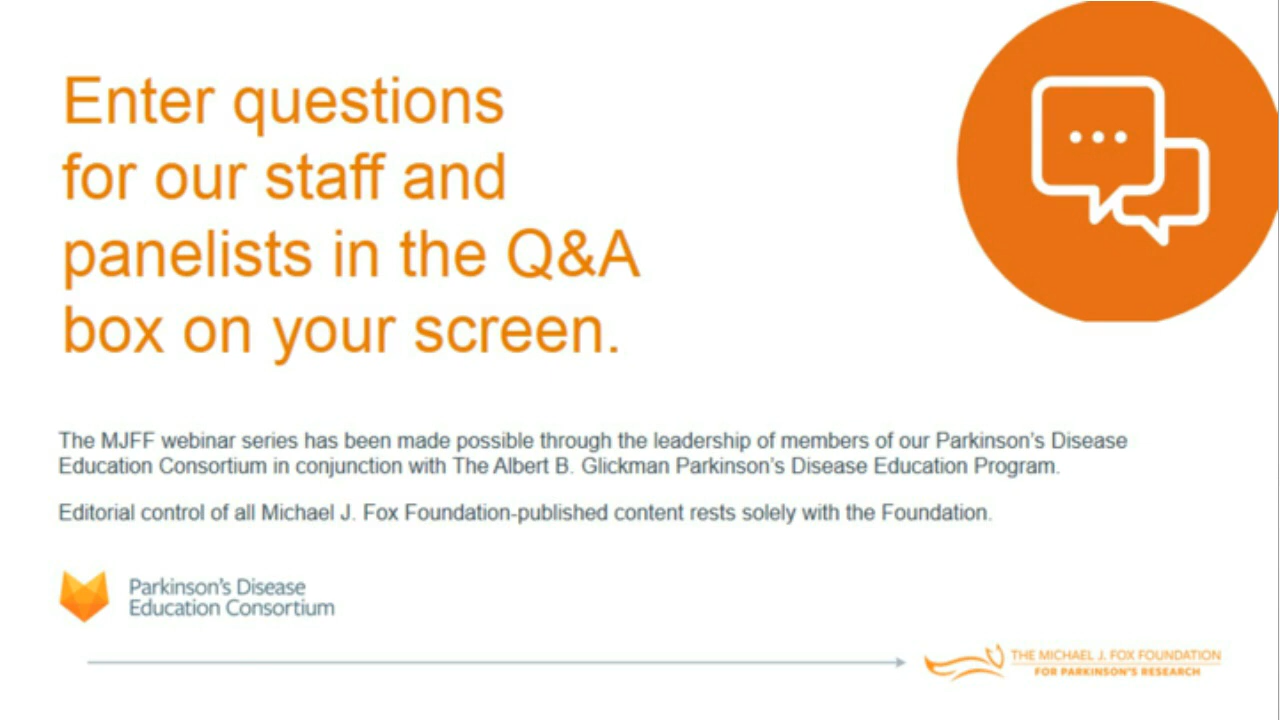 Enter questions
for our staff and
panelists in the Q&A
box on your screen.
The MJFF webinar series has been made possible through the leadership of members of our Parkinson's Disease
Education Consortium in conjunction with The Albert B. Glickman Parkinson's Disease Education Program.
Editorial control of all Michael J. Fox Foundation-published content rests solely with the Foundation.
Parkinson's Disease
Education Consortium
THE MICHAEL J. FOX FOUNDATION
FOR PARKINSON'S RESEARCH